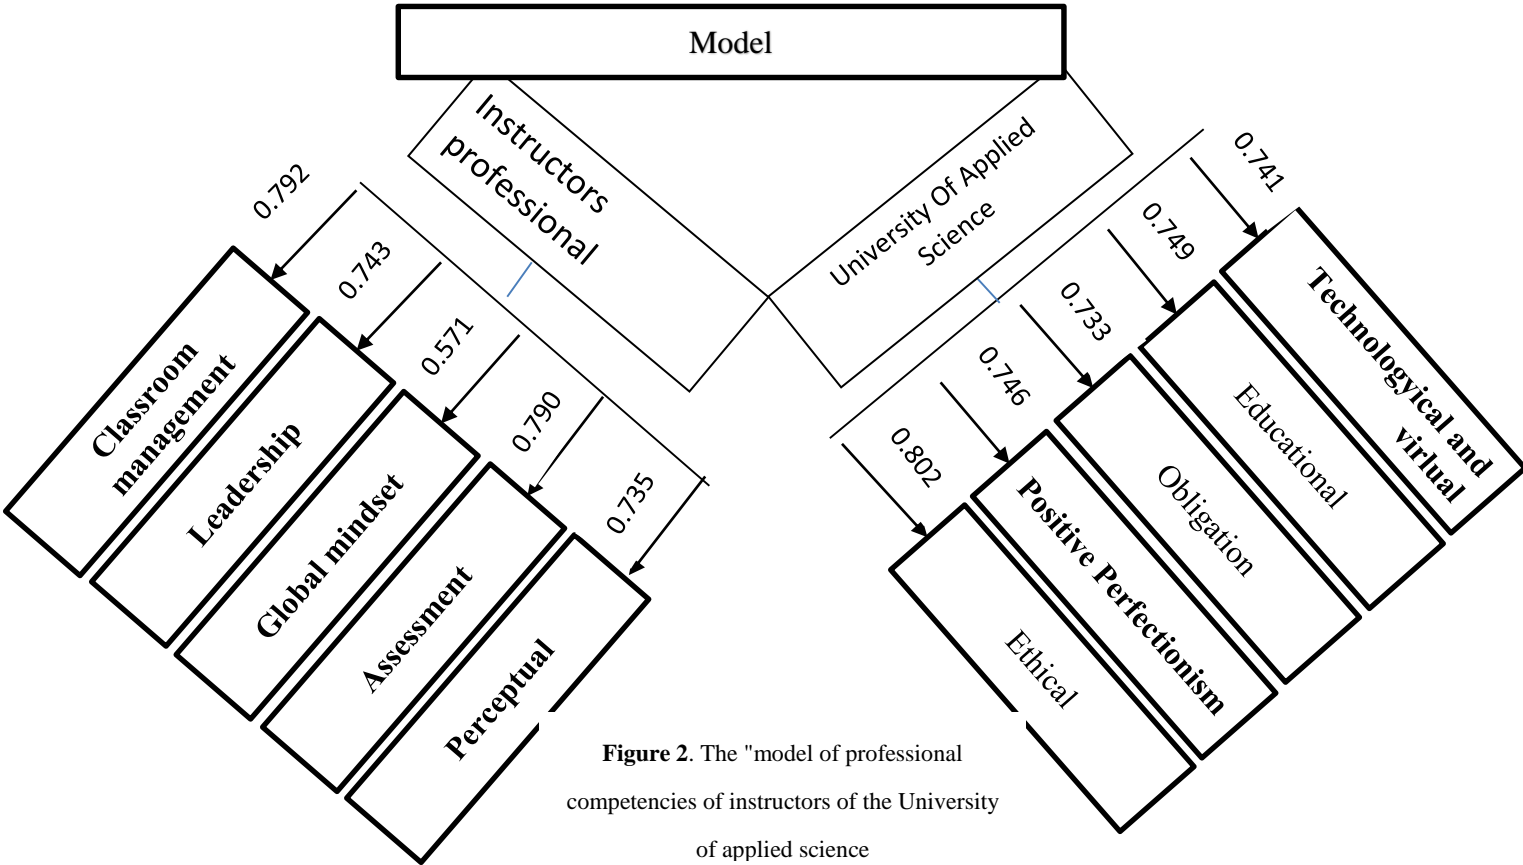 Model
Instructors
professional
University Of Applied
Science
0.792
0.743
0.571
0.790
0.735
0.741
0.749
0.733
0.746
0.802
Classroom
management
Leadership
Global mindset
Assessment
Perceptual
Technologyical and
virlual
Educational
Obligation
Positive Perfectionism
Ethical
Figure 2. The "model of professional
competencies of instructors of the University
of applied science